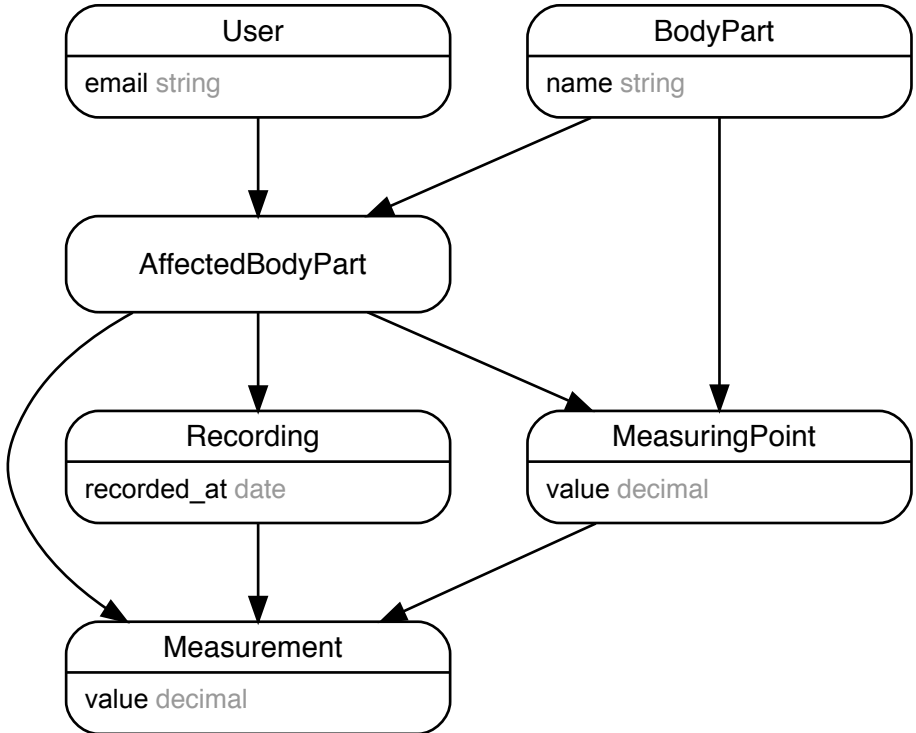 User
email string
BodyPart
name string
AffectedBodyPart
Recording
recorded_at date
MeasuringPoint
value decimal
Measurement
value decimal